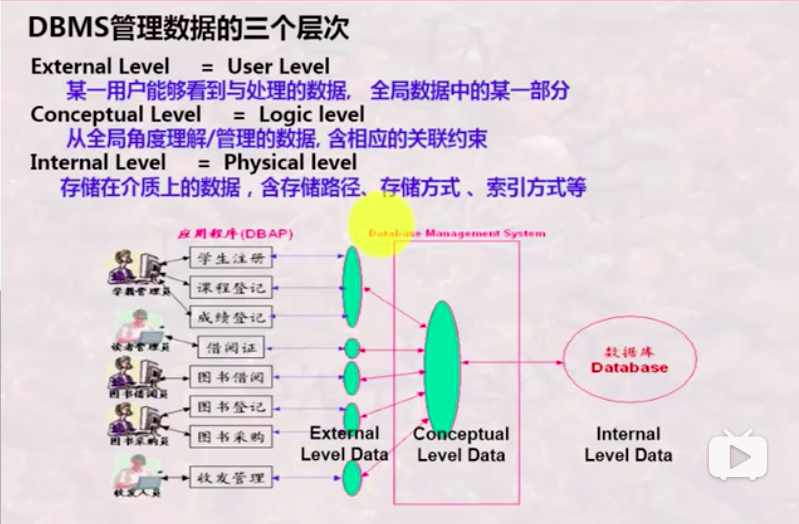 DBMS管理数据的三个层次
External Level = User Level
某一用户能够看到与处理的数据, 全局数据中的某一部分
Conceptual Level = Logic level
从全局角度理解/管理的数据, 含相应的关联约束
Internal Level = Physical level
存储在介质上的数据，含存储路径、存储方式 、索引方式等
应用程序(DBAP)
Database Management System
学生注册
学籍管理员
课程登记
成绩登记
读者管理员
借阅证
图书借阅
图书借阅员
图书登记
图书采购员
图书采购
收发管理
收发人员
数据库
Database
External
Level Data
Conceptual
Level Data
Internal
Level Data